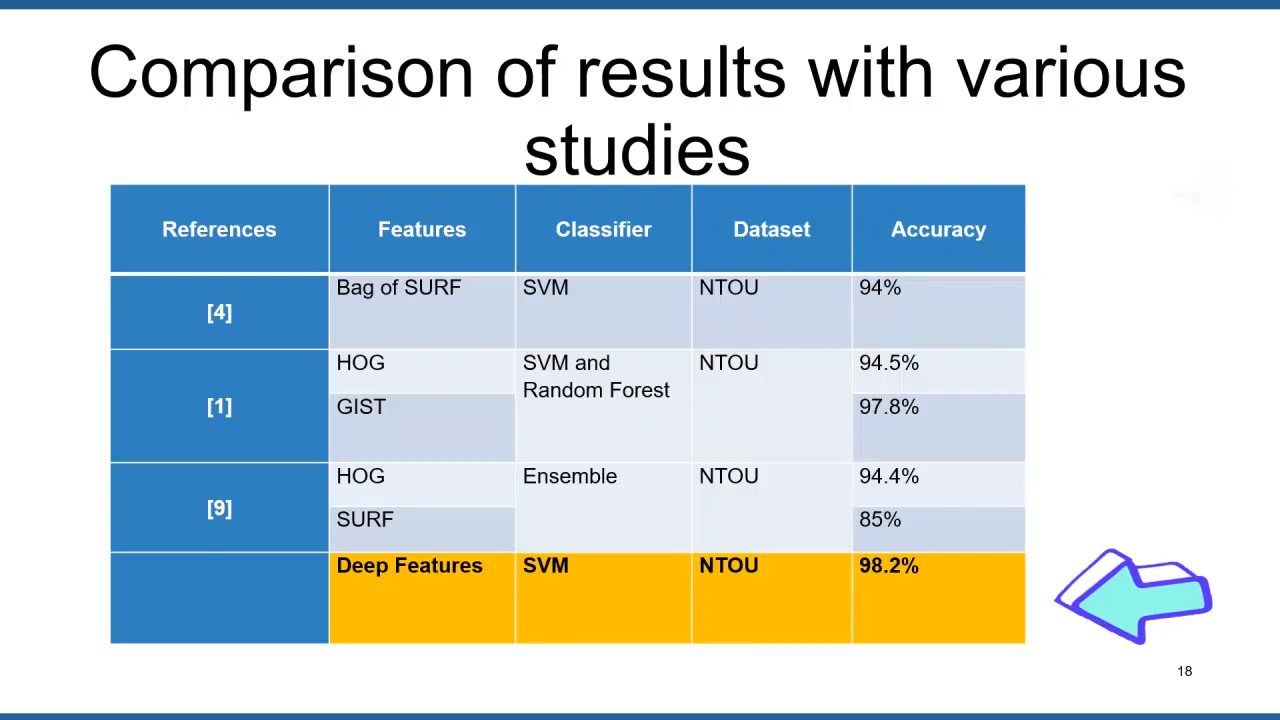 Comparison of results with various
studies
References Features Classifier Dataset Accuracy
[4] Bag of SURF SVM NTOU 94%
[1] HOG SVM and Random Forest NTOU 94.5%
GIST 97.8%
[9] HOG Ensemble NTOU 94.4%
SURF 85%
Deep Features SVM NTOU 98.2%
18